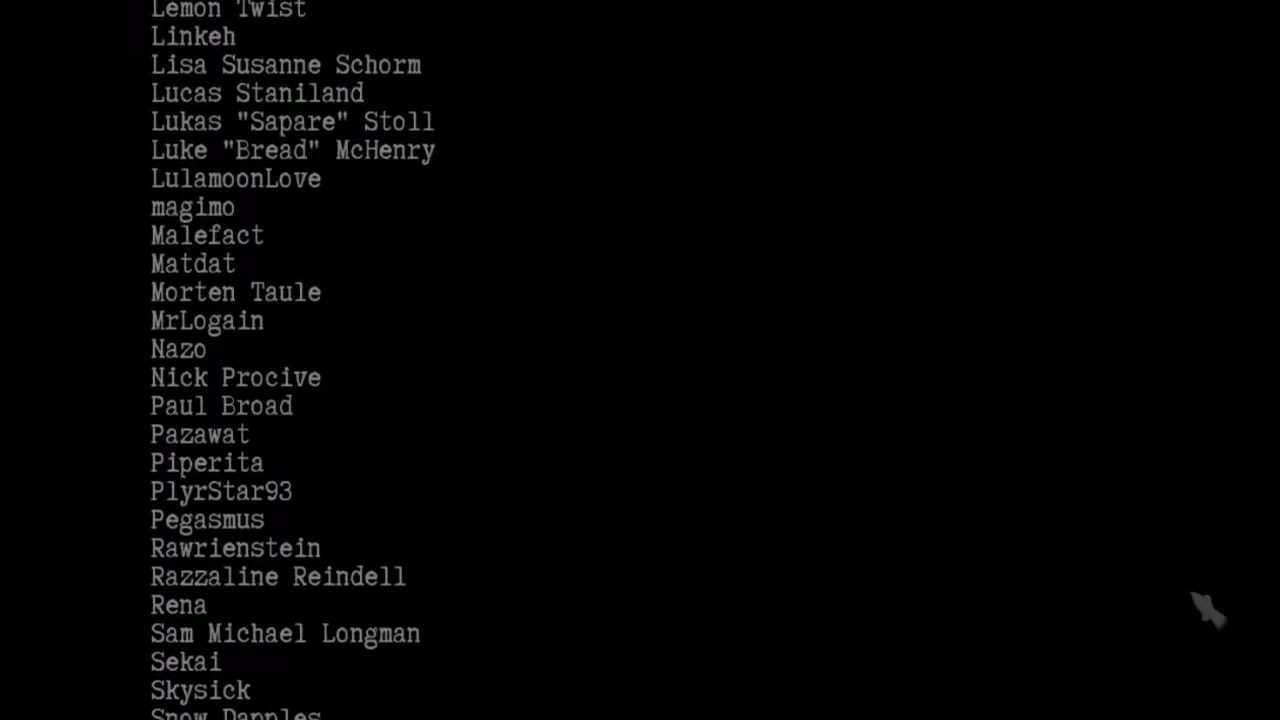 Lemon Twist
Linkeh
Lisa Susanne Schorm
Lucas Staniland
Lukas "Sapare" Stoll
Luke "Bread" McHenry
LulamoonLove
magimo
Malefact
Matdat
Morten Taule
MrLogain
Nazo
Nick Procive
Paul Broad
Pazawat
Piperita
PlyrStar93
Pegasmus
Rawrienstein
Razzaline Reindell
Rena
Sam Michael Longman
Sekai
Skysick
Snow Dapples